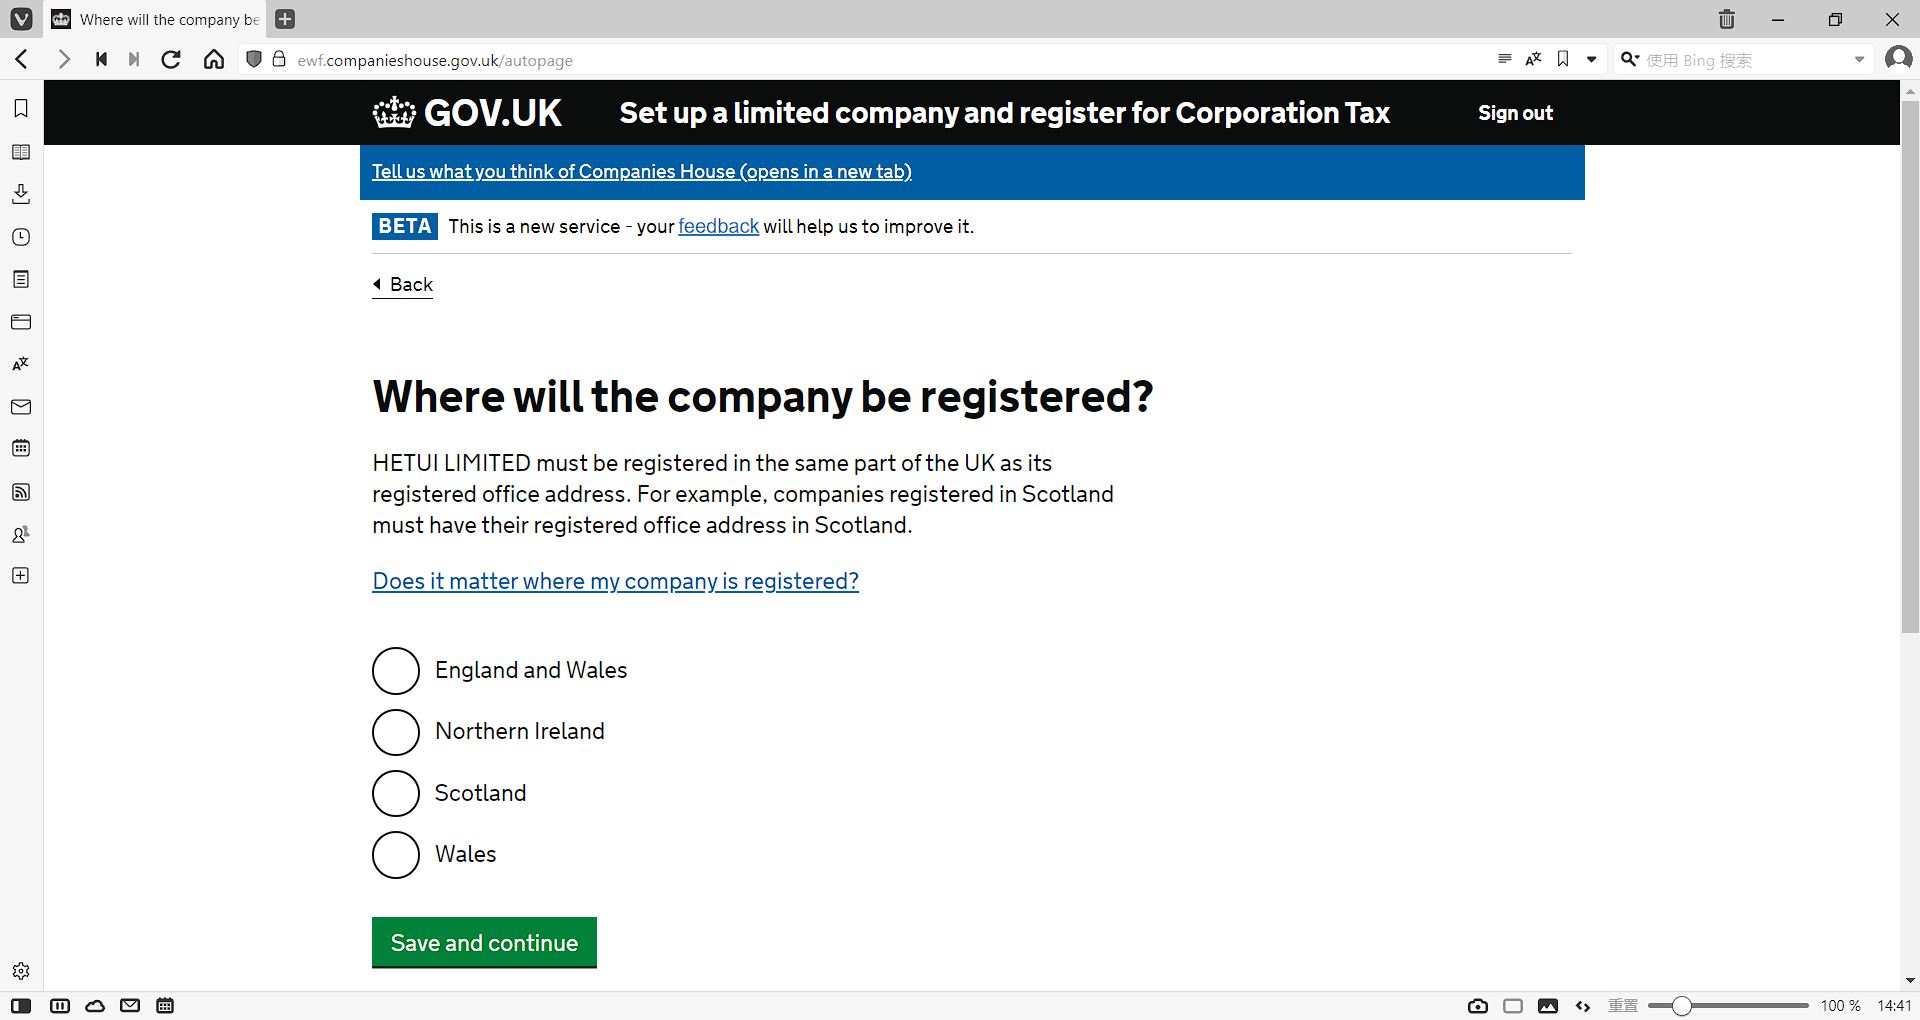 Where will the company be
ewf.companieshouse.gov.uk/autopage
使用 Bing 搜索
GOV.UK
Set up a limited company and register for Corporation Tax
Sign out
Tell us what you think of Companies House (opens in a new tab)
BETA This is a new service - your feedback will help us to improve it.
Back
Where will the company be registered?
HETUI LIMITED must be registered in the same part of the UK as its
registered office address. For example, companies registered in Scotland
must have their registered office address in Scotland.
Does it matter where my company is registered?
England and Wales
Northern Ireland
Scotland
Wales
Save and continue
重置
100 %
14:41